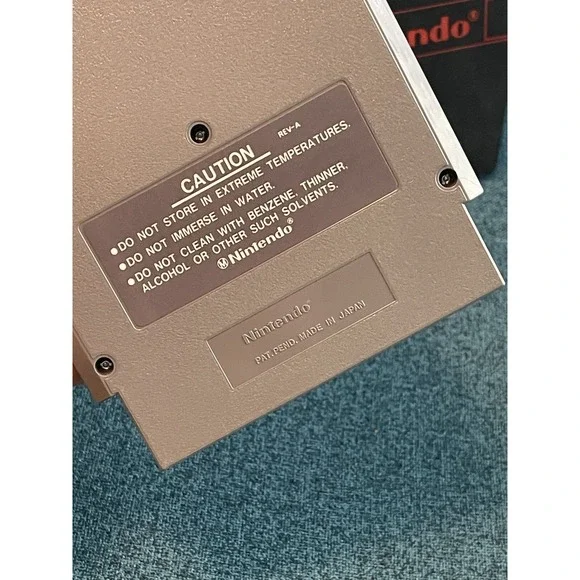 ndo®
REV-A
CAUTION
●DO NOT STORE IN EXTREME TEMPERATURES.
●DO NOT IMMERSE IN WATER.
●DO NOT CLEAN WITH BENZENE, THINNER,
ALCOHOL OR OTHER SUCH SOLVENTS.
Ⓜ Nintendo®
Nintendo®
PAT. PEND. MADE IN JAPAN